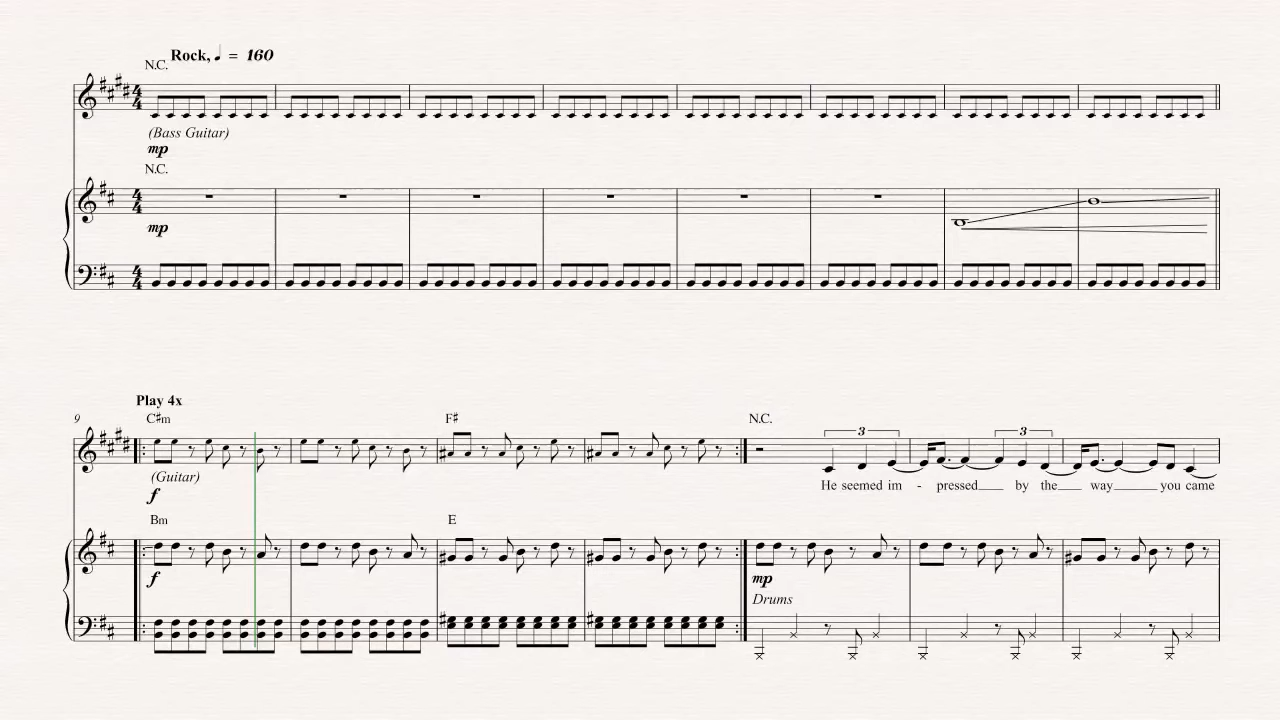 Rock, ♩ = 160
N.C.
(Bass Guitar)
mp
N.C.
mp
Play 4x
9
C♯m F♯ N.C.
3 3
(Guitar)
He seemed im - pressed by the way you came
f
Bm E
f
mp
Drums